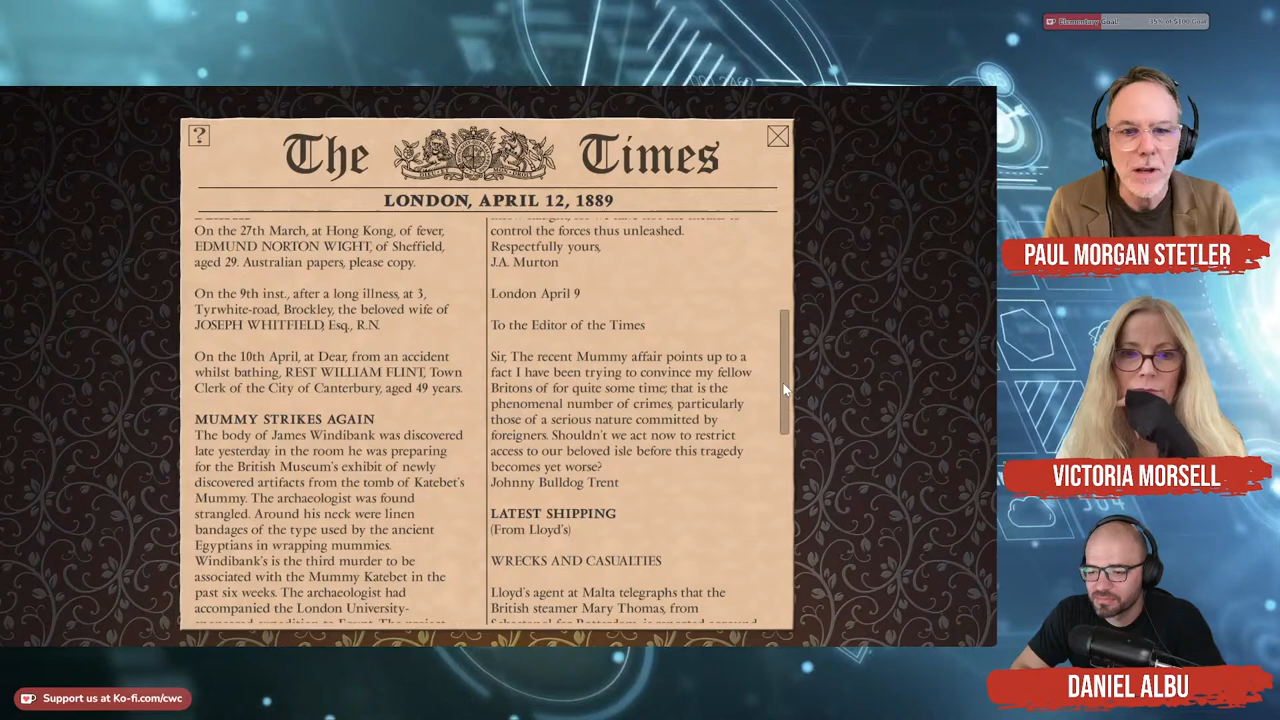 Elementary Goal!
35% of $100 Goal
?
The Times
DIEU ET MON DROIT
LONDON, APRIL 12, 1889
On the 27th March, at Hong Kong, of fever,
EDMUND NORTON WIGHT, of Sheffield,
aged 29. Australian papers, please copy.
On the 9th inst., after a long illness, at 3,
Tyrwhite-road, Brockley, the beloved wife of
JOSEPH WHITFIELD, Esq., R.N.
On the 10th April, at Dear, from an accident
whilst bathing, REST WILLIAM FLINT, Town
Clerk of the City of Canterbury, aged 49 years.
MUMMY STRIKES AGAIN
The body of James Windibank was discovered
late yesterday in the room he was preparing
for the British Museum's exhibit of newly
discovered artifacts from the tomb of Katebet's
Mummy. The archaeologist was found
strangled. Around his neck were linen
bandages of the type used by the ancient
Egyptians in wrapping mummies.
Windibank's is the third murder to be
associated with the Mummy Katebet in the
past six weeks. The archaeologist had
accompanied the London University-
control the forces thus unleashed.
Respectfully yours,
J.A. Murton
London April 9
To the Editor of the Times
Sir, The recent Mummy affair points up to a
fact I have been trying to convince my fellow
Britons of for quite some time; that is the
phenomenal number of crimes, particularly
those of a serious nature committed by
foreigners. Shouldn't we act now to restrict
access to our beloved isle before this tragedy
becomes yet worse?
Johnny Bulldog Trent
LATEST SHIPPING
(From Lloyd's)
WRECKS AND CASUALTIES
Lloyd's agent at Malta telegraphs that the
British steamer Mary Thomas, from
PAUL MORGAN STETLER
VICTORIA MORSELL
DANIEL ALBU
Support us at Ko-fi.com/cwc